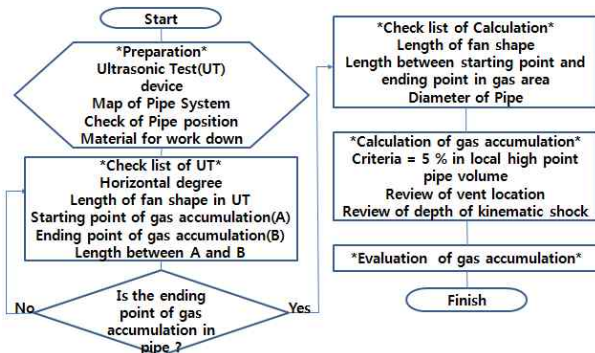 Start
*Preparation*
Ultrasonic Test(UT)
device
Map of Pipe System
Check of Pipe position
Material for work down
*Check list of UT*
Horizontal degree
Length of fan shape in UT
Starting point of gas accumulation(A)
Ending point of gas accumulation(B)
Length between A and B
No
Is the ending
point of gas
accumulation in
pipe ?
Yes
*Check list of Calculation*
Length of fan shape
Length between starting point and
ending point in gas area
Diameter of Pipe
*Calculation of gas accumulation*
Criteria = 5 % in local high point
pipe volume
Review of vent location
Review of depth of kinematic shock
*Evaluation of gas accumulation*
Finish